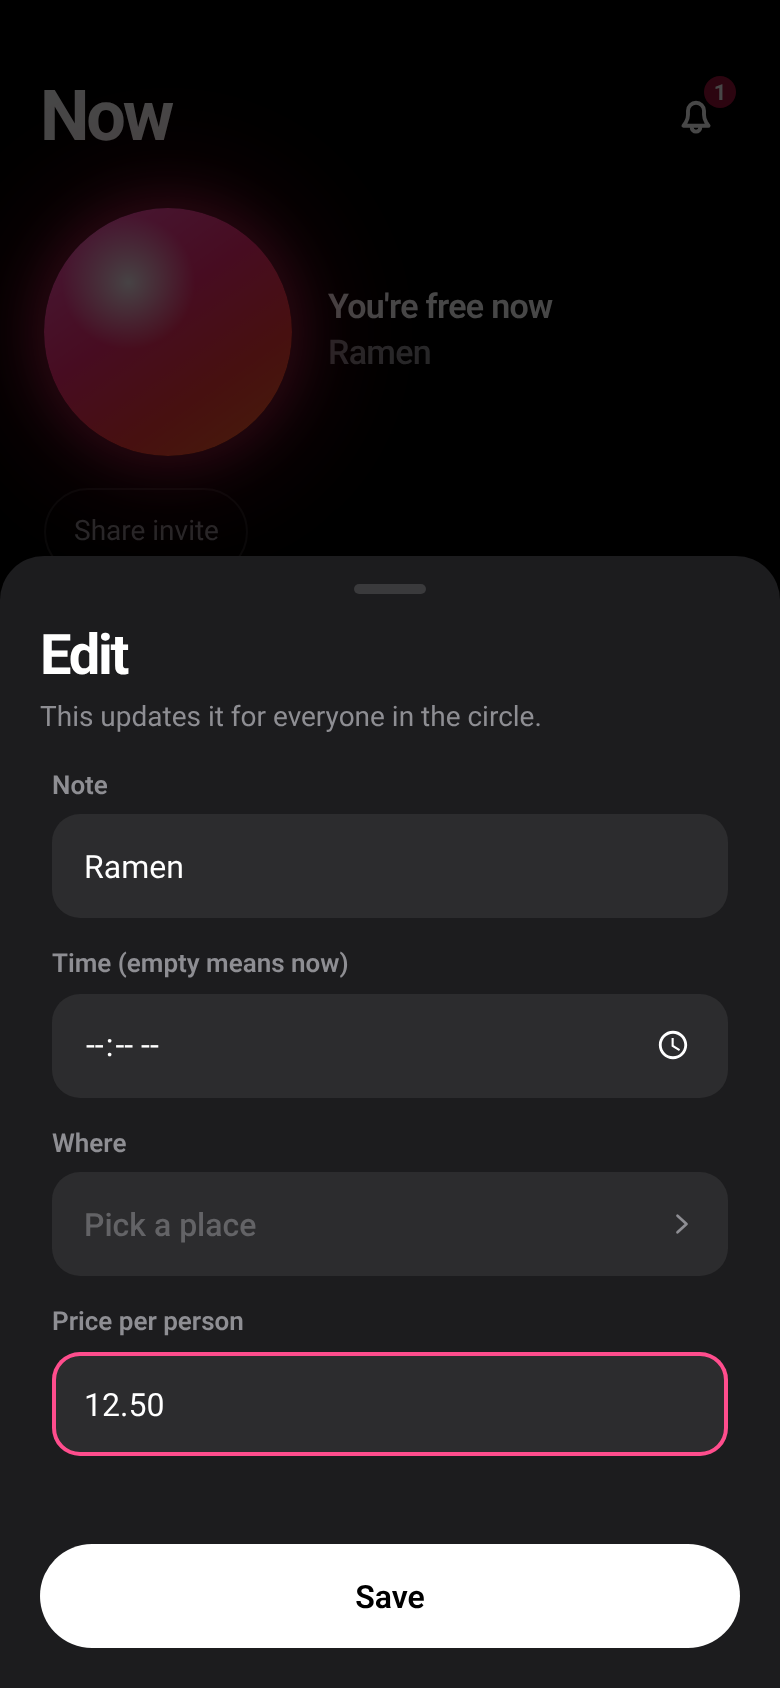 Now
1
You're free now
Ramen
Share invite
Edit
This updates it for everyone in the circle.
Note
Ramen
Time (empty means now)
--:-- --
Where
Pick a place
Price per person
12.50
Save